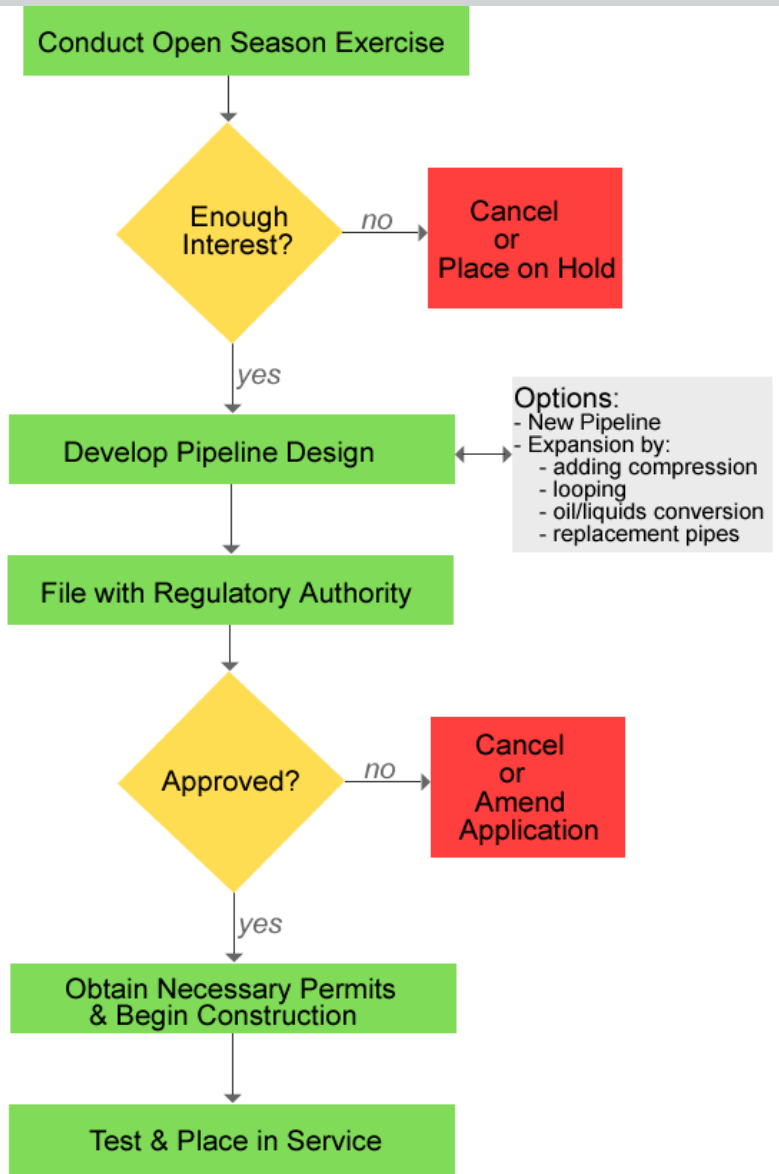 Conduct Open Season Exercise
Enough
Interest?
no
Cancel
or
Place on Hold
yes
Develop Pipeline Design
Options:
- New Pipeline
- Expansion by:
- adding compression
- looping
- oil/liquids conversion
- replacement pipes
File with Regulatory Authority
Approved?
no
Cancel
or
Amend
Application
yes
Obtain Necessary Permits
& Begin Construction
Test & Place in Service